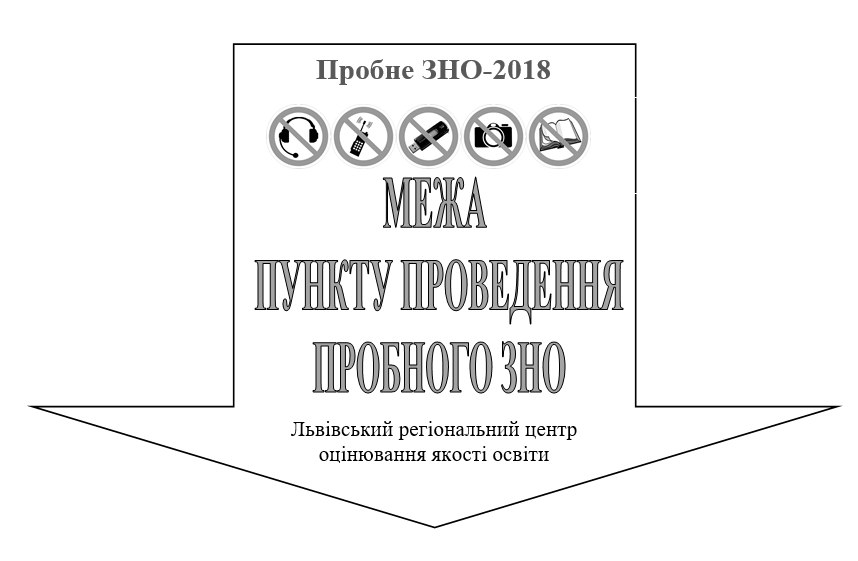 Пробне ЗНО-2018
МЕЖА
ПУНКТУ ПРОВЕДЕННЯ
ПРОБНОГО ЗНО
Львівський регіональний центр
оцінювання якості освіти